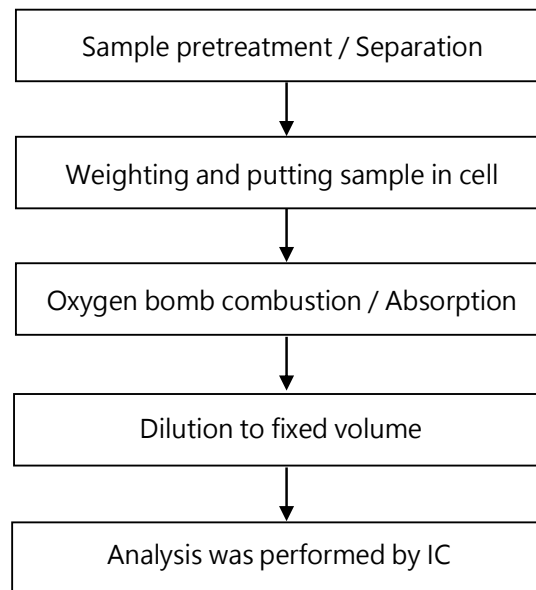 Sample pretreatment / Separation
Weighting and putting sample in cell
Oxygen bomb combustion / Absorption
Dilution to fixed volume
Analysis was performed by IC